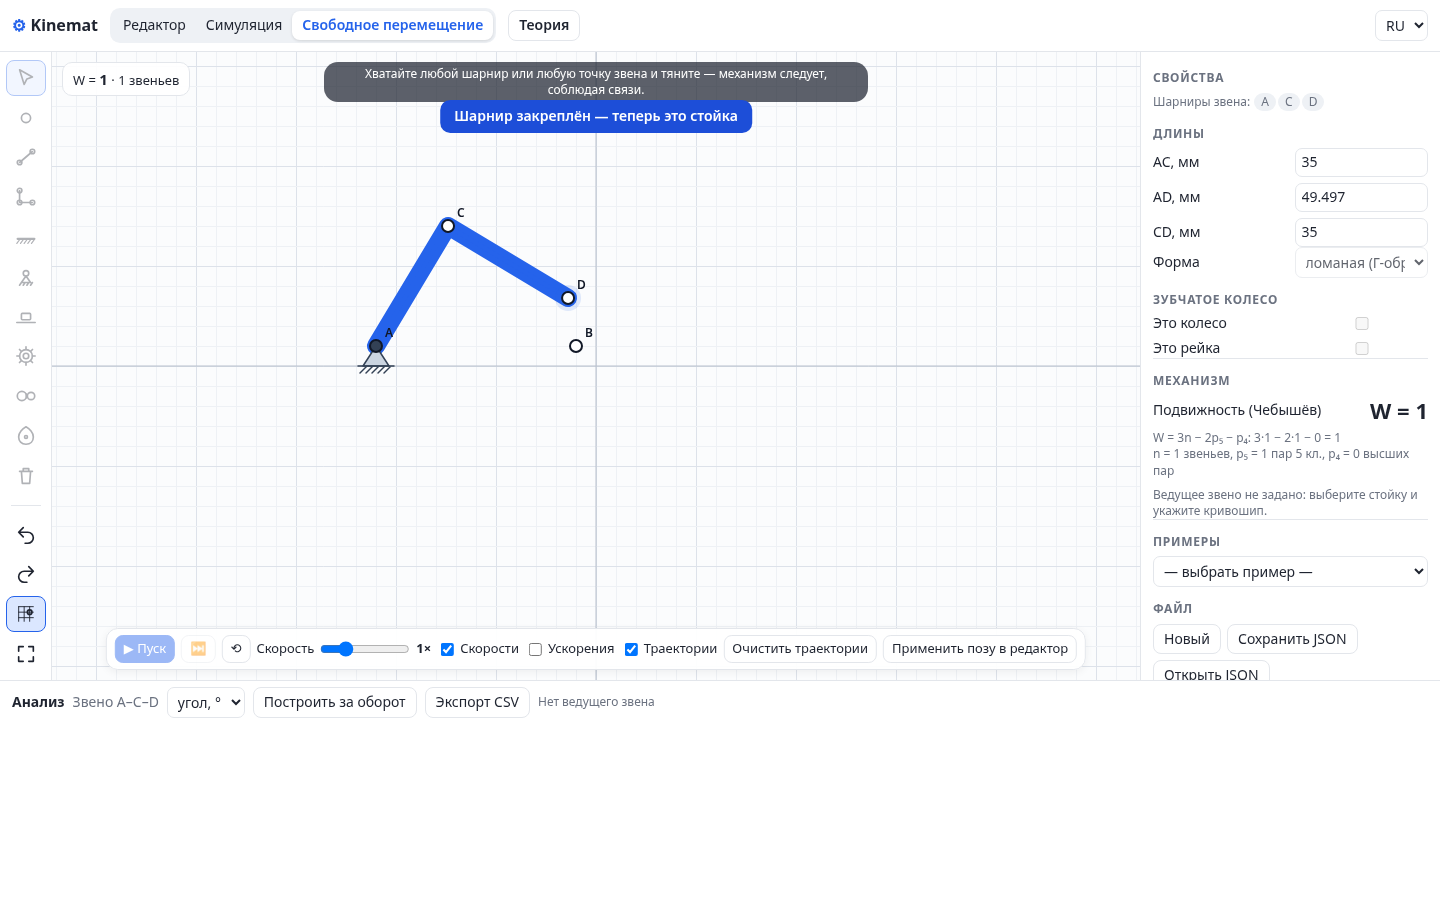 Kinemat
Редактор
Симуляция
Свободное перемещение
Теория
RU
W = 1 · 1 звеньев
Хватайте любой шарнир или любую точку звена и тяните — механизм следует,
соблюдая связи.
Шарнир закреплён — теперь это стойка
C
D
A
B
▶ Пуск
Скорость
1×
Скорости
Ускорения
Траектории
Очистить траектории
Применить позу в редактор
СВОЙСТВА
Шарниры звена: A C D
ДЛИНЫ
AC, мм 35
AD, мм 49.497
CD, мм 35
Форма ломаная (Г-обр
ЗУБЧАТОЕ КОЛЕСО
Это колесо
Это рейка
МЕХАНИЗМ
Подвижность (Чебышёв) W = 1
W = 3n − 2p₅ − p₄: 3·1 − 2·1 − 0 = 1
n = 1 звеньев, p₅ = 1 пар 5 кл., p₄ = 0 высших
пар
Ведущее звено не задано: выберите стойку и
укажите кривошип.
ПРИМЕРЫ
— выбрать пример —
ФАЙЛ
Новый
Сохранить JSON
Открыть JSON
Анализ
Звено A–C–D
угол, °
Построить за оборот
Экспорт CSV
Нет ведущего звена